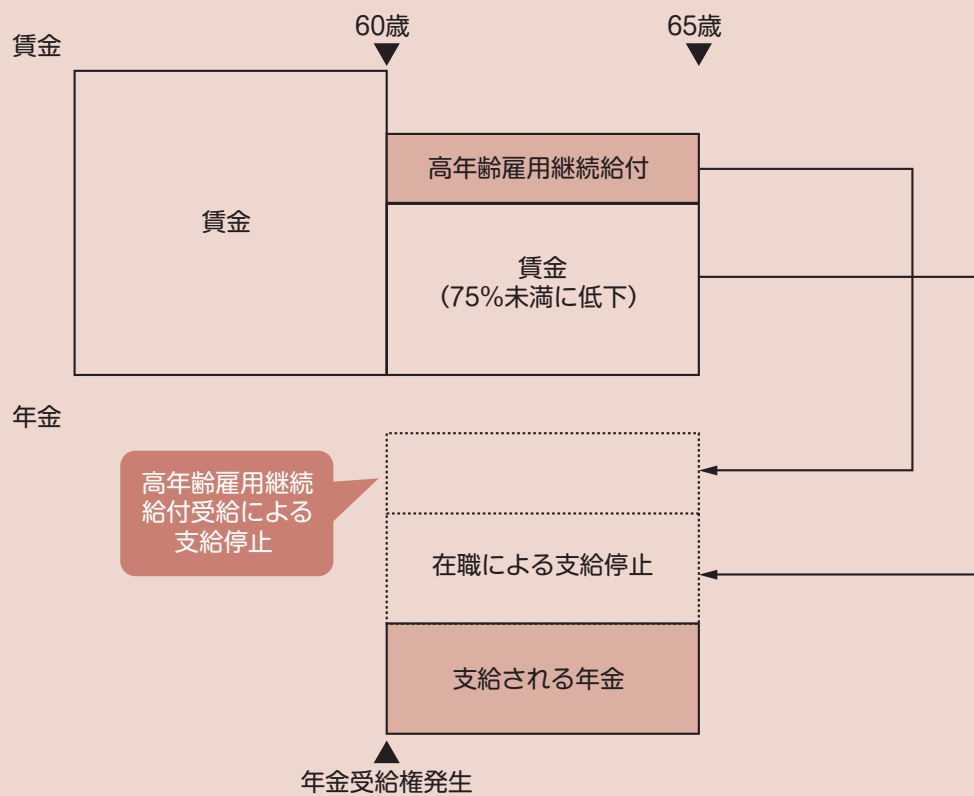 60歳
65歳
賃金
賃金
高年齢雇用継続給付
賃金
（75%未満に低下）
年金
高年齢雇用継続
給付受給による
支給停止
在職による支給停止
支給される年金
年金受給権発生